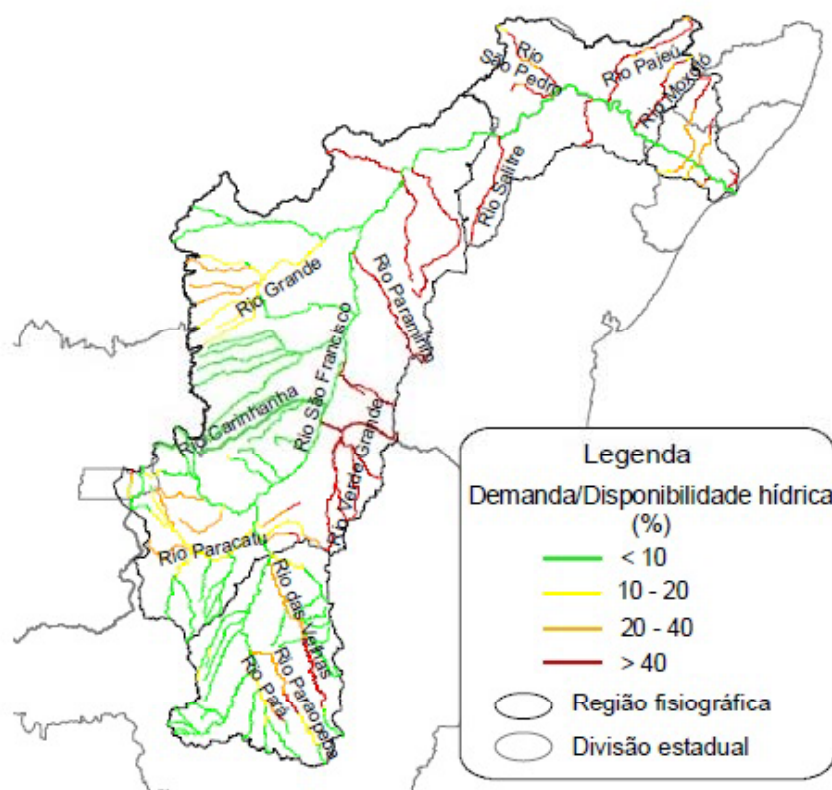 Rio
São Pedro
Rio Pajeú
Rio Moxotó
Rio Salitre
Rio Grande
Rio Paramirim
Rio São Francisco
Rio Carinhanha
Rio Verde Grande
Rio Paracatu
Rio das Velhas
Rio Paraopeba
Rio Pará
Legenda
Demanda/Disponibilidade hídrica
(%)
< 10
10 - 20
20 - 40
> 40
Região fisiográfica
Divisão estadual